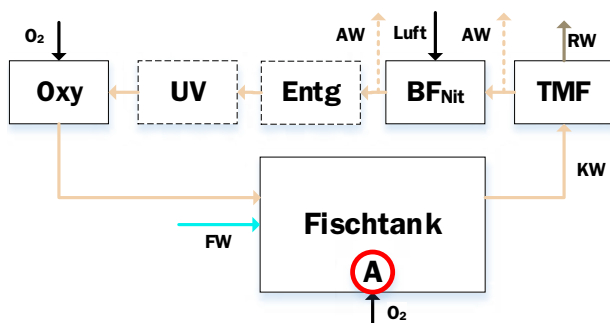 O₂
AW
Luft
AW
RW
Oxy
UV
Entg
BF_Nit
TMF
KW
Fischtank
FW
A
O₂